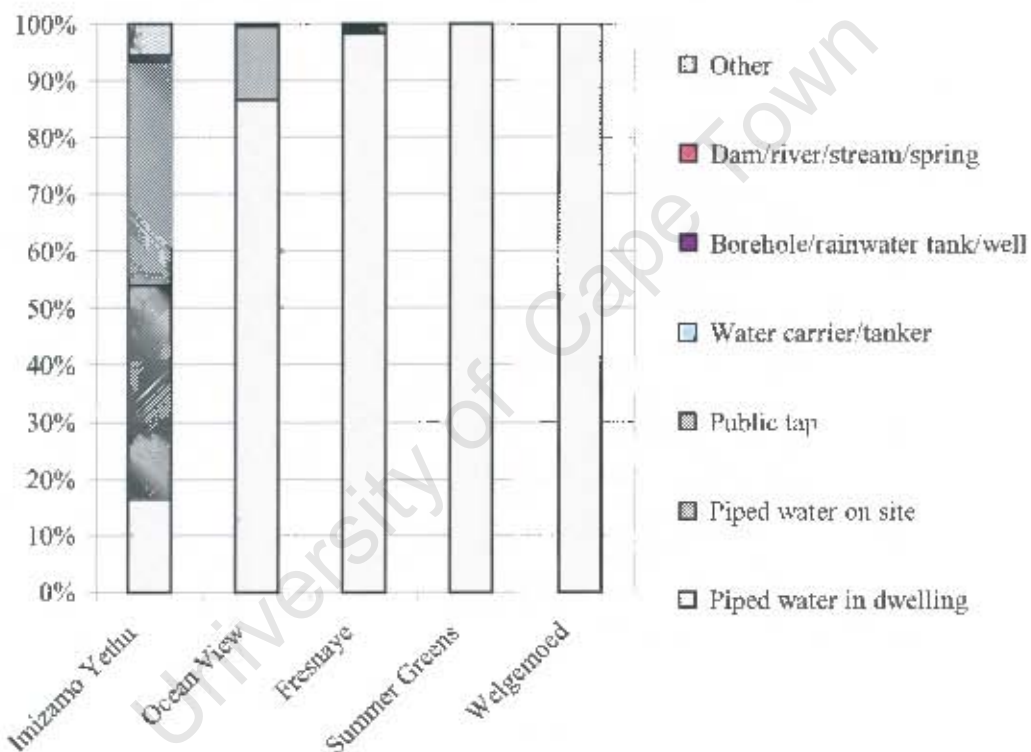 100%
90%
80%
70%
60%
50%
40%
30%
20%
10%
0%
Imizamo Yethu
Ocean View
Fresnaye
Summer Greens
Welgemoed
Other
Dam/river/stream/spring
Borehole/rainwater tank/well
Water carrier/tanker
Public tap
Piped water on site
Piped water in dwelling
University of Cape Town